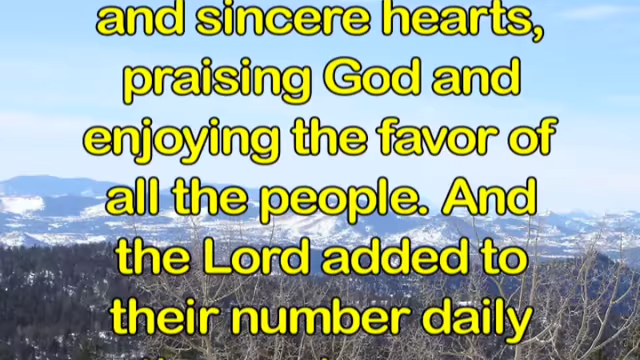 and sincere hearts,
praising God and
enjoying the favor of
all the people. And
the Lord added to
their number daily